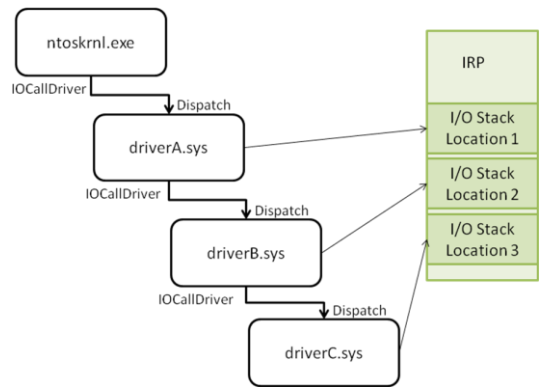 ntoskrnl.exe
IOCallDriver
Dispatch
driverA.sys
IOCallDriver
Dispatch
driverB.sys
IOCallDriver
Dispatch
driverC.sys
IRP
I/O Stack
Location 1
I/O Stack
Location 2
I/O Stack
Location 3